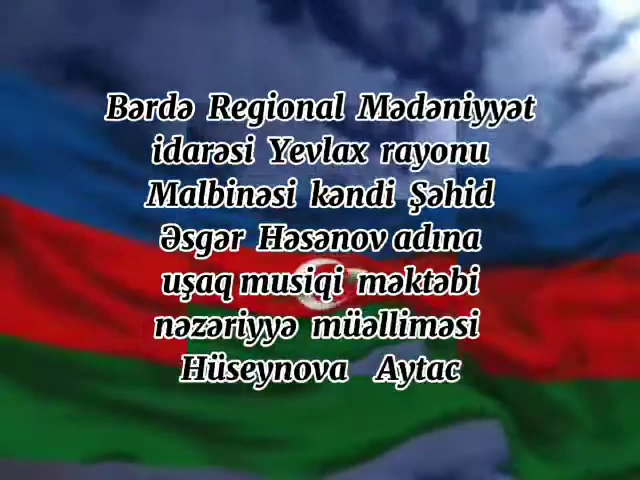 Bərdə Regional Mədəniyyət
idarəsi Yevlax rayonu
Malbinəsi kəndi Şəhid
Əsgər Həsənov adına
uşaq musiqi məktəbi
nəzəriyyə müəlliməsi
Hüseynova Aytac